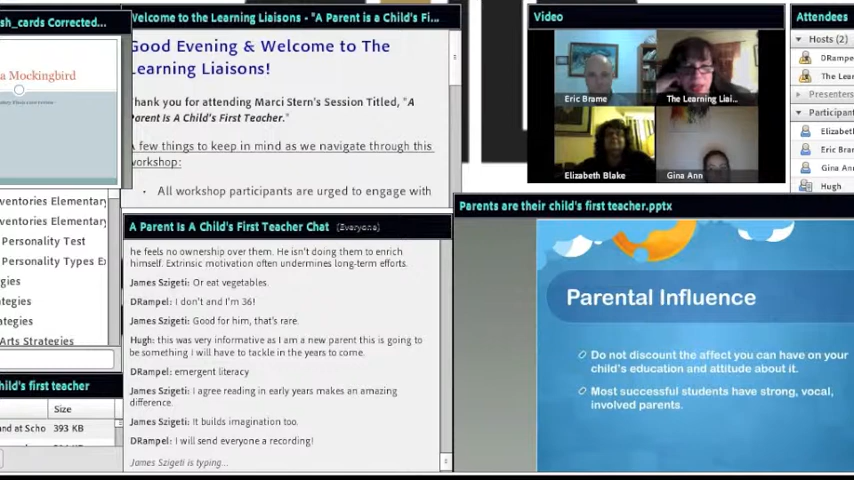 sh_cards Corrected...
a Mockingbird
Welcome to the Learning Liaisons - "A Parent is a Child's Fi...
Good Evening & Welcome to The
Learning Liaisons!
Thank you for attending Marci Stern's Session Titled, "A
Parent Is A Child's First Teacher."
A few things to keep in mind as we navigate through this
workshop:
· All workshop participants are urged to engage with
Video
Eric Brame
The Learning Liai...
Elizabeth Blake
Gina Ann
Attendees
Hosts (2)
DRampe
The Lear
Presenters
Participant
Elizabet
Eric Bra
Gina Ann
Hugh
ventories Elementary
ventories Elementary
Personality Test
Personality Types Ex
gies
ategies
ategies
Arts Strategies
hild's first teacher
Size
and at Scho 393 KB
A Parent Is A Child's First Teacher Chat (Everyone)
he feels no ownership over them. He isn't doing them to enrich
himself. Extrinsic motivation often undermines long-term efforts.
James Szigeti: Or eat vegetables.
DRampel: I don't and I'm 36!
James Szigeti: Good for him, that's rare.
Hugh: this was very informative as I am a new parent this is going to
be something I will have to tackle in the years to come.
DRampel: emergent literacy
James Szigeti: I agree reading in early years makes an amazing
difference.
James Szigeti: It builds imagination too.
DRampel: I will send everyone a recording!
James Szigeti is typing...
Parents are their child's first teacher.pptx
Parental Influence
Do not discount the affect you can have on your
child's education and attitude about it.
Most successful students have strong, vocal,
involved parents.